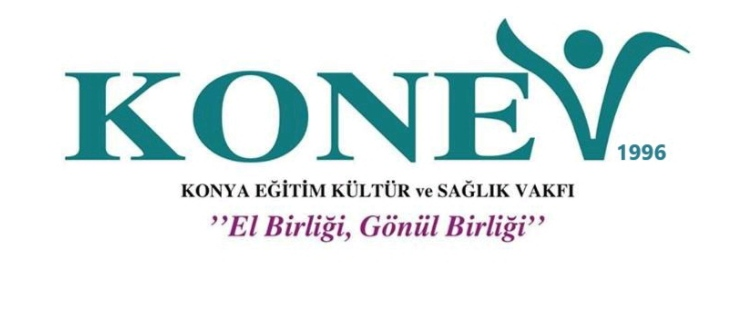 KONEV
1996
KONYA EĞİTİM KÜLTÜR ve SAĞLIK VAKFI
’’El Birliği, Gönül Birliği’’